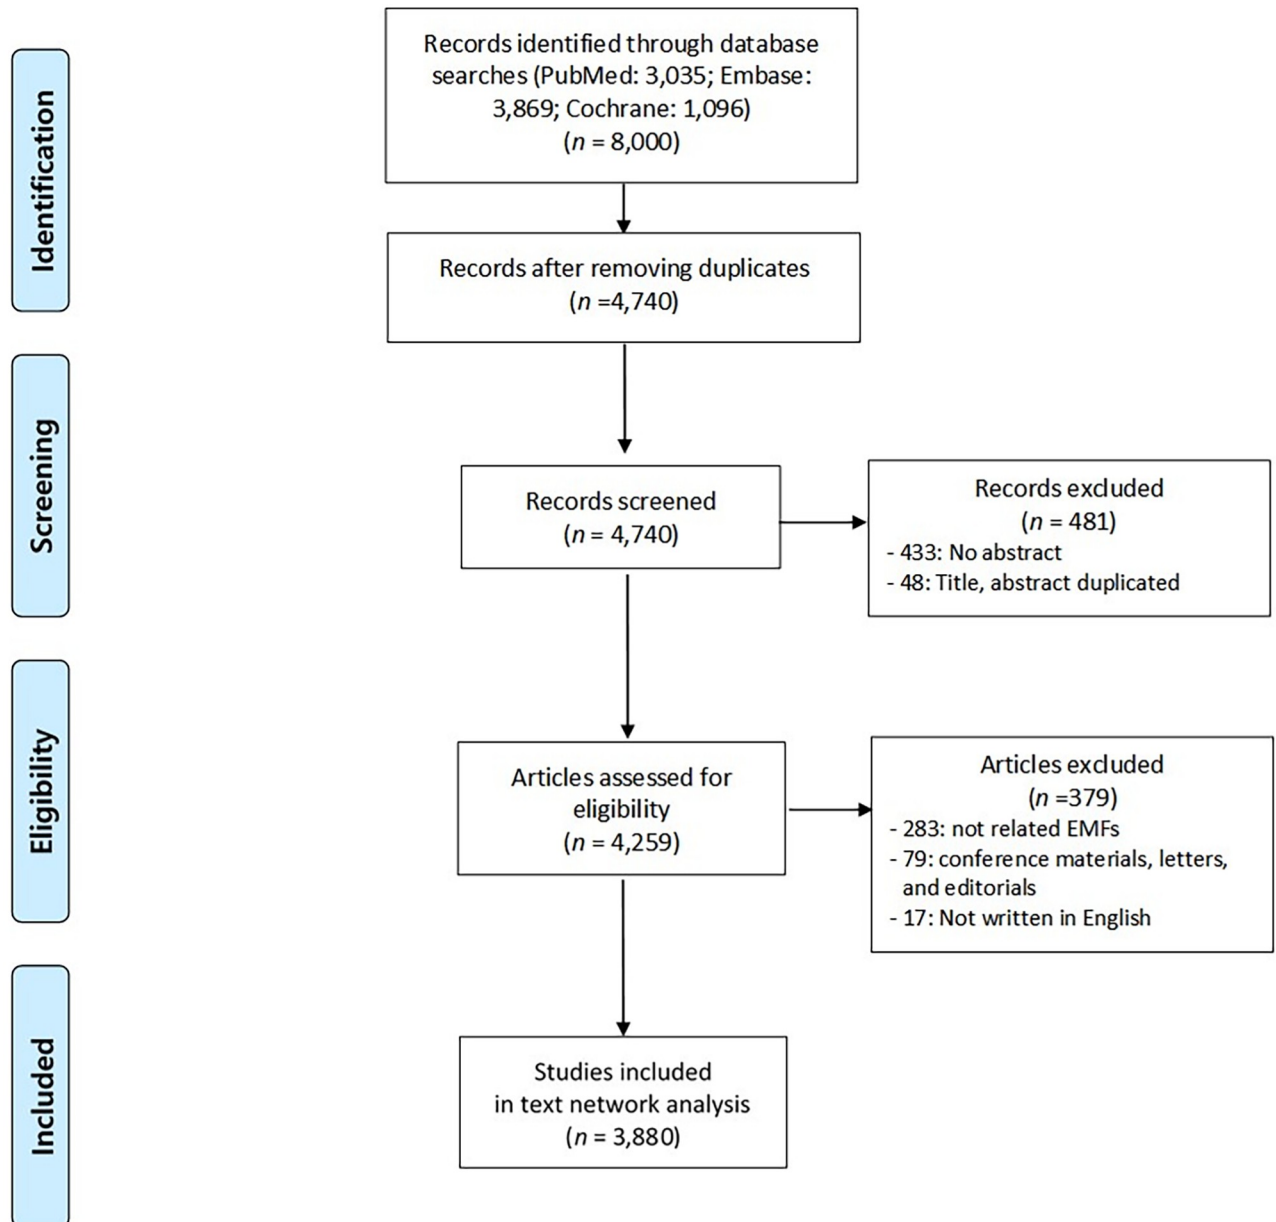 Identification
Records identified through database
searches (PubMed: 3,035; Embase:
3,869; Cochrane: 1,096)
(n = 8,000)
Records after removing duplicates
(n =4,740)
Screening
Records screened
(n = 4,740)
Records excluded
(n = 481)
- 433: No abstract
- 48: Title, abstract duplicated
Eligibility
Articles assessed for
eligibility
(n = 4,259)
Articles excluded
(n =379)
- 283: not related EMFs
- 79: conference materials, letters,
and editorials
- 17: Not written in English
Included
Studies included
in text network analysis
(n = 3,880)